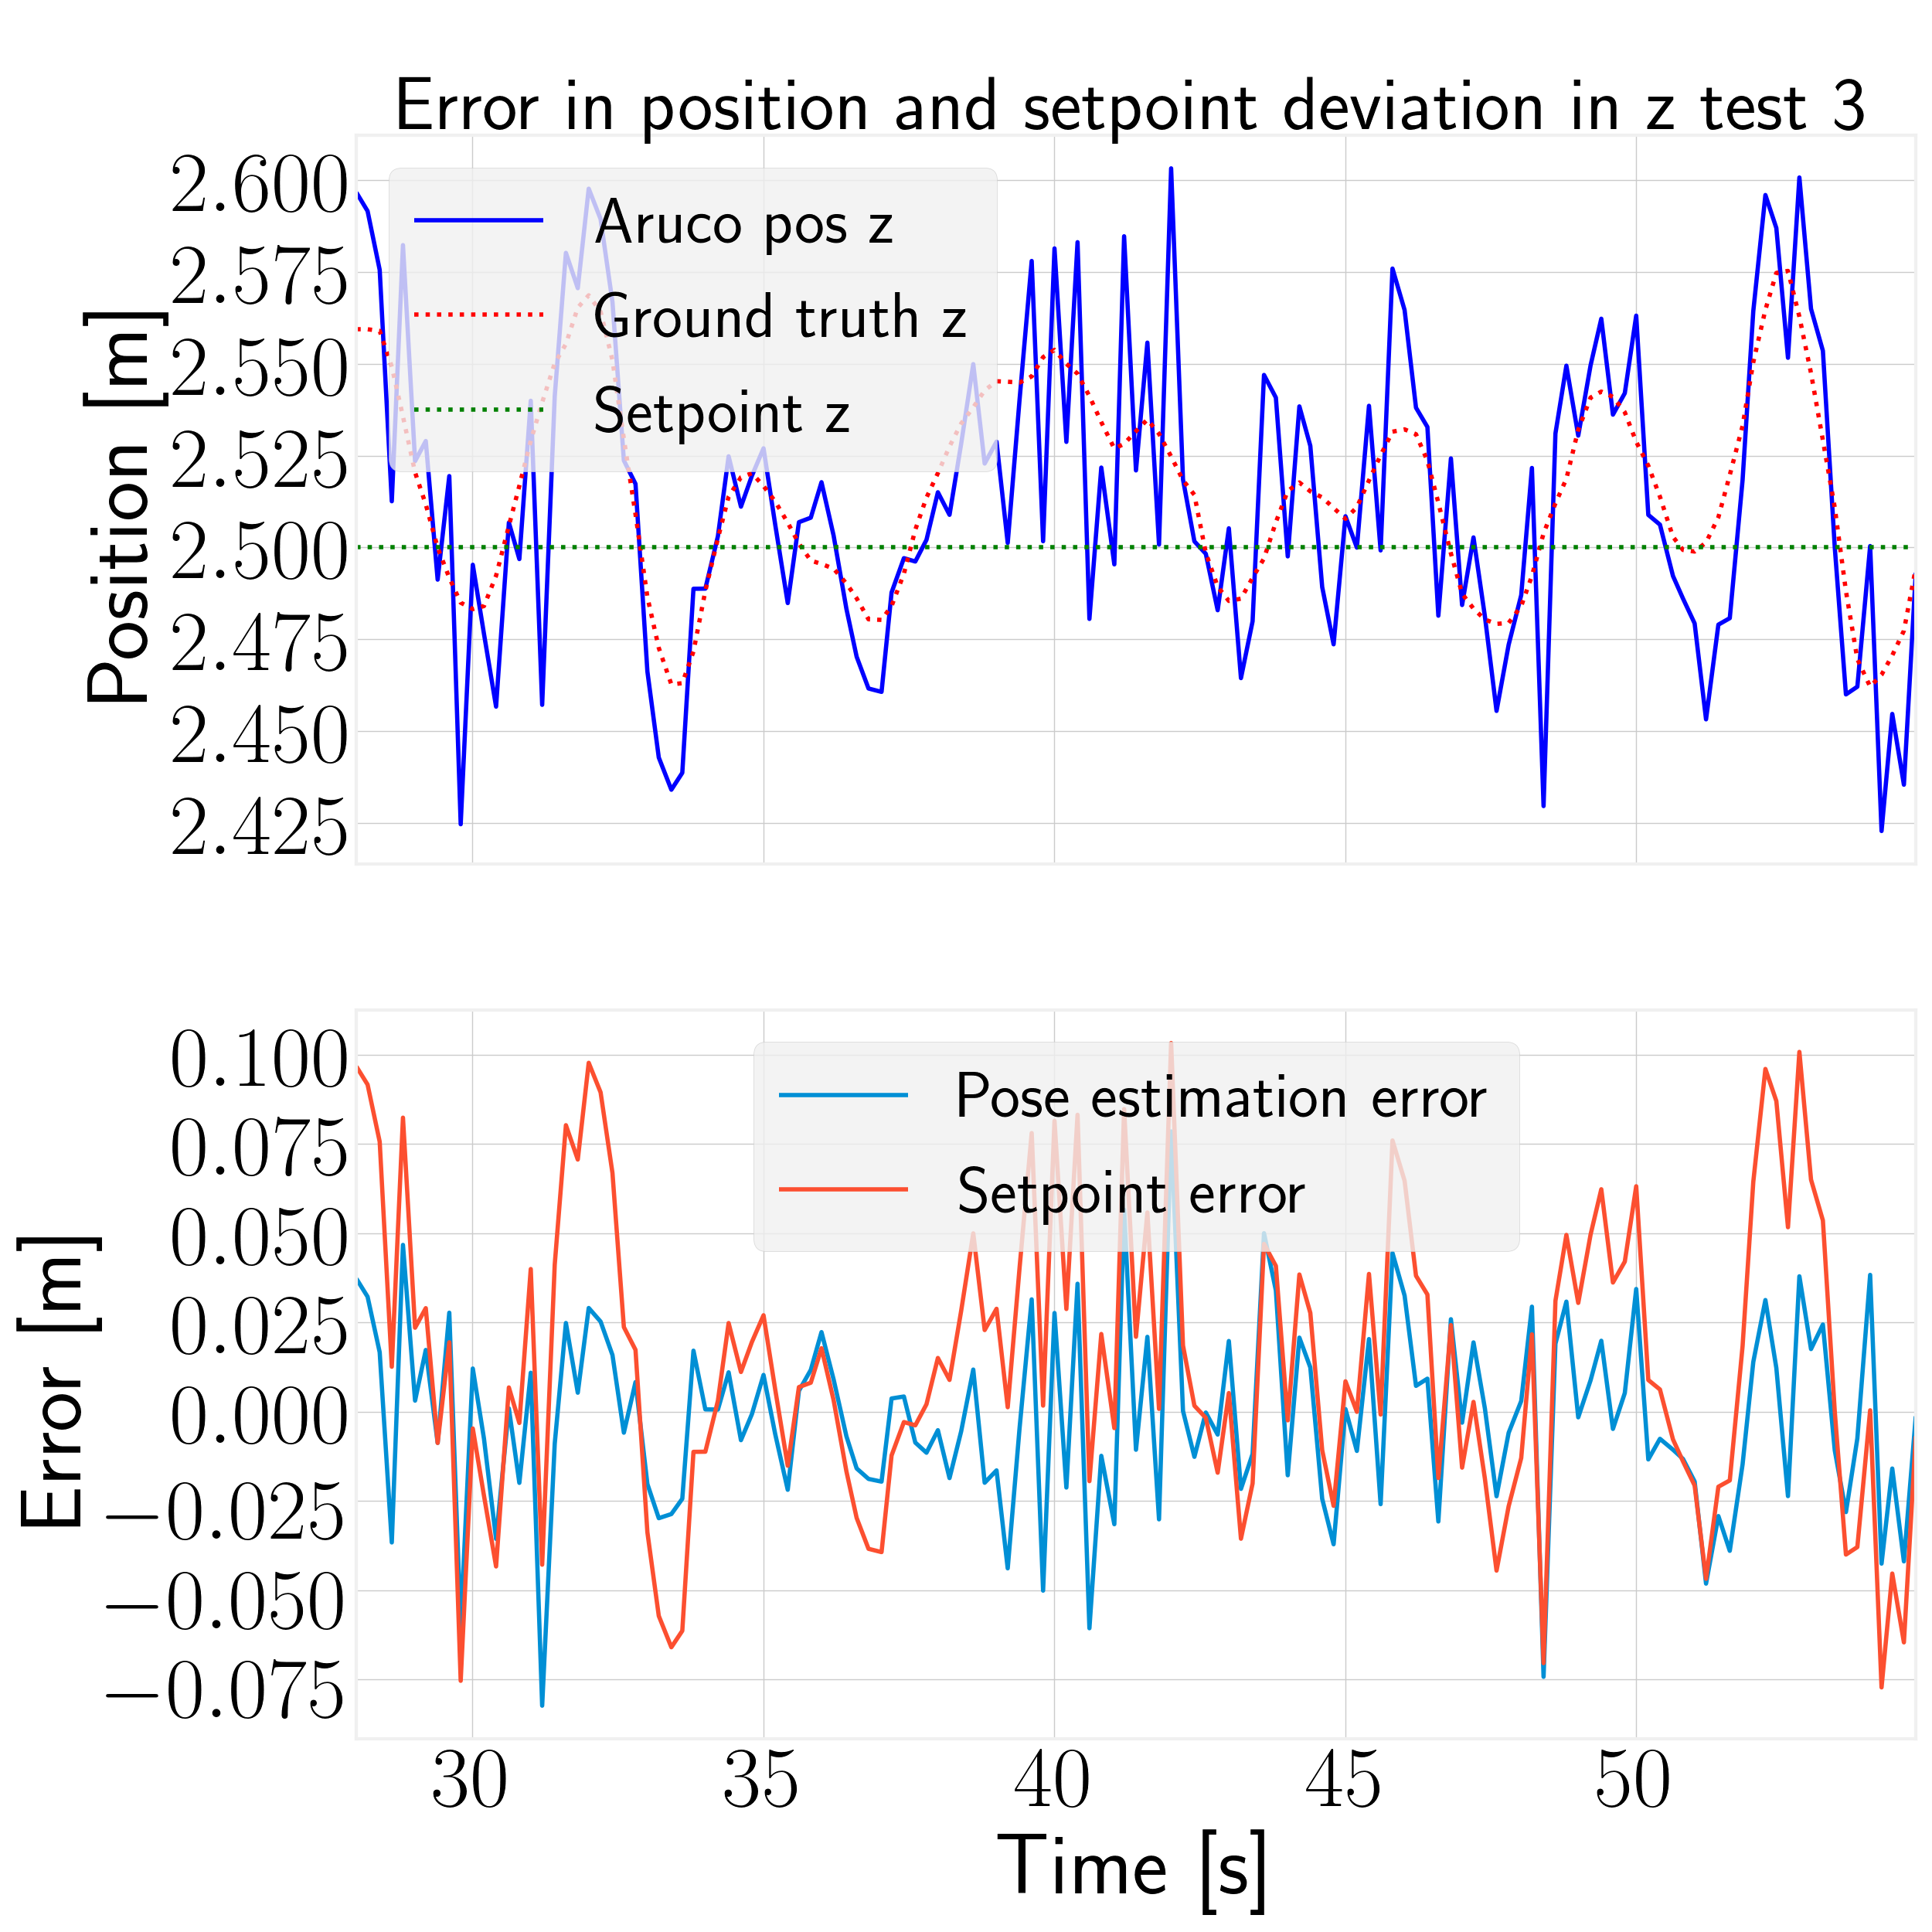 Error in position and setpoint deviation in z test 3
Position [m]
2.600
2.575
2.550
2.525
2.500
2.475
2.450
2.425
Aruco pos z
Ground truth z
Setpoint z
Error [m]
0.100
0.075
0.050
0.025
0.000
−0.025
−0.050
−0.075
Pose estimation error
Setpoint error
30 35 40 45 50
Time [s]